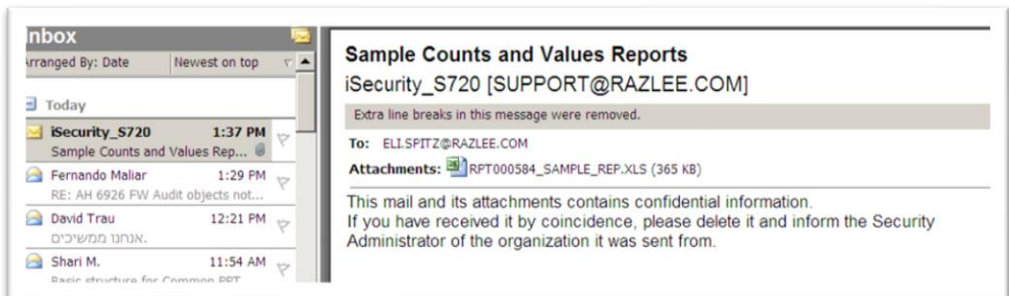 Inbox
Arranged By: Date Newest on top
Today
iSecurity_S720 1:37 PM
Sample Counts and Values Rep...
Fernando Maliar 1:29 PM
RE: AH 6926 FW Audit objects not...
David Trau 12:21 PM
אנחנו ממשיכים.
Shari M. 11:54 AM
Basic structure for Common PPT
Sample Counts and Values Reports
iSecurity_S720 [SUPPORT@RAZLEE.COM]
Extra line breaks in this message were removed.
To: ELI.SPITZ@RAZLEE.COM
Attachments: RPT000584_SAMPLE_REP.XLS (365 KB)
This mail and its attachments contains confidential information.
If you have received it by coincidence, please delete it and inform the Security
Administrator of the organization it was sent from.